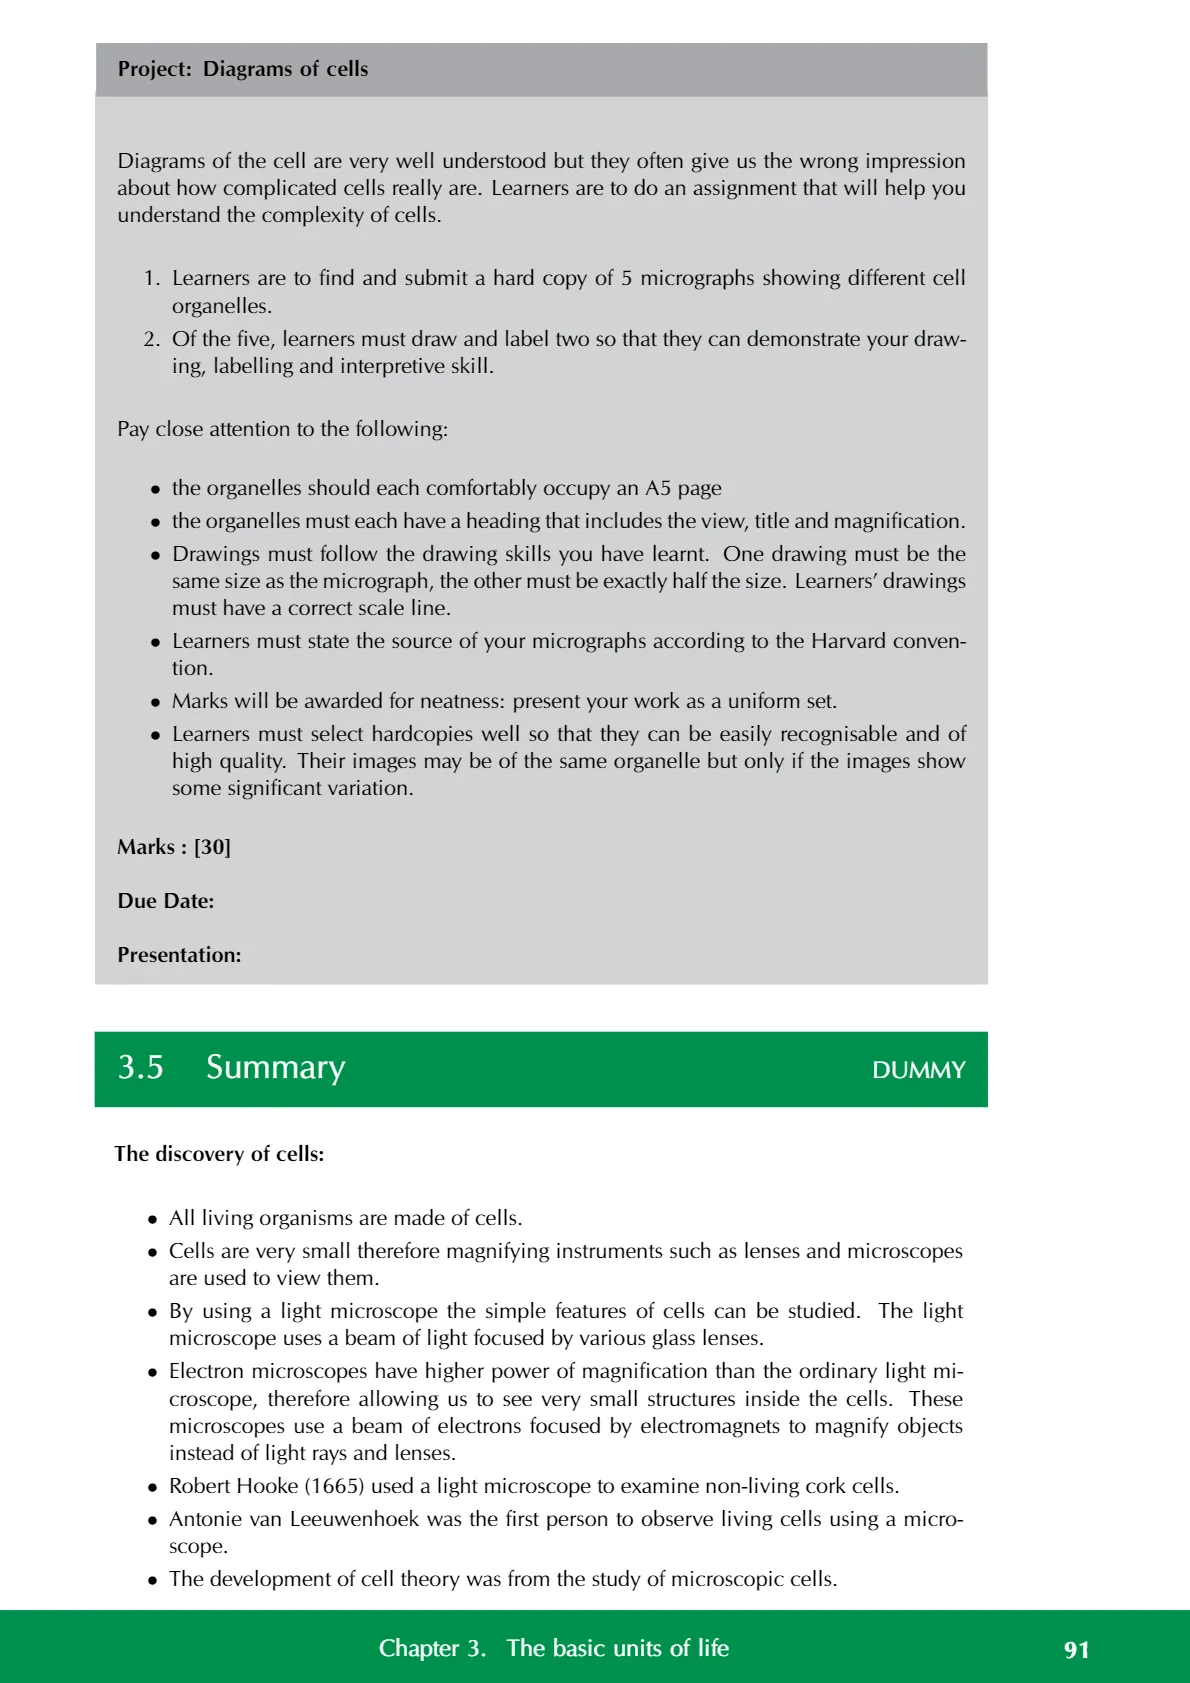 Project: Diagrams of cells
Diagrams of the cell are very well understood but they often give us the wrong impression
about how complicated cells really are. Learners are to do an assignment that will help you
understand the complexity of cells.
1. Learners are to find and submit a hard copy of 5 micrographs showing different cell
organelles.
2. Of the five, learners must draw and label two so that they can demonstrate your draw-
ing, labelling and interpretive skill.
Pay close attention to the following:
• the organelles should each comfortably occupy an A5 page
• the organelles must each have a heading that includes the view, title and magnification.
• Drawings must follow the drawing skills you have learnt. One drawing must be the
same size as the micrograph, the other must be exactly half the size. Learners’ drawings
must have a correct scale line.
• Learners must state the source of your micrographs according to the Harvard conven-
tion.
• Marks will be awarded for neatness: present your work as a uniform set.
• Learners must select hardcopies well so that they can be easily recognisable and of
high quality. Their images may be of the same organelle but only if the images show
some significant variation.
Marks : [30]
Due Date:
Presentation:
3.5 Summary DUMMY
The discovery of cells:
• All living organisms are made of cells.
• Cells are very small therefore magnifying instruments such as lenses and microscopes
are used to view them.
• By using a light microscope the simple features of cells can be studied. The light
microscope uses a beam of light focused by various glass lenses.
• Electron microscopes have higher power of magnification than the ordinary light mi-
croscope, therefore allowing us to see very small structures inside the cells. These
microscopes use a beam of electrons focused by electromagnets to magnify objects
instead of light rays and lenses.
• Robert Hooke (1665) used a light microscope to examine non-living cork cells.
• Antonie van Leeuwenhoek was the first person to observe living cells using a micro-
scope.
• The development of cell theory was from the study of microscopic cells.
Chapter 3. The basic units of life 91